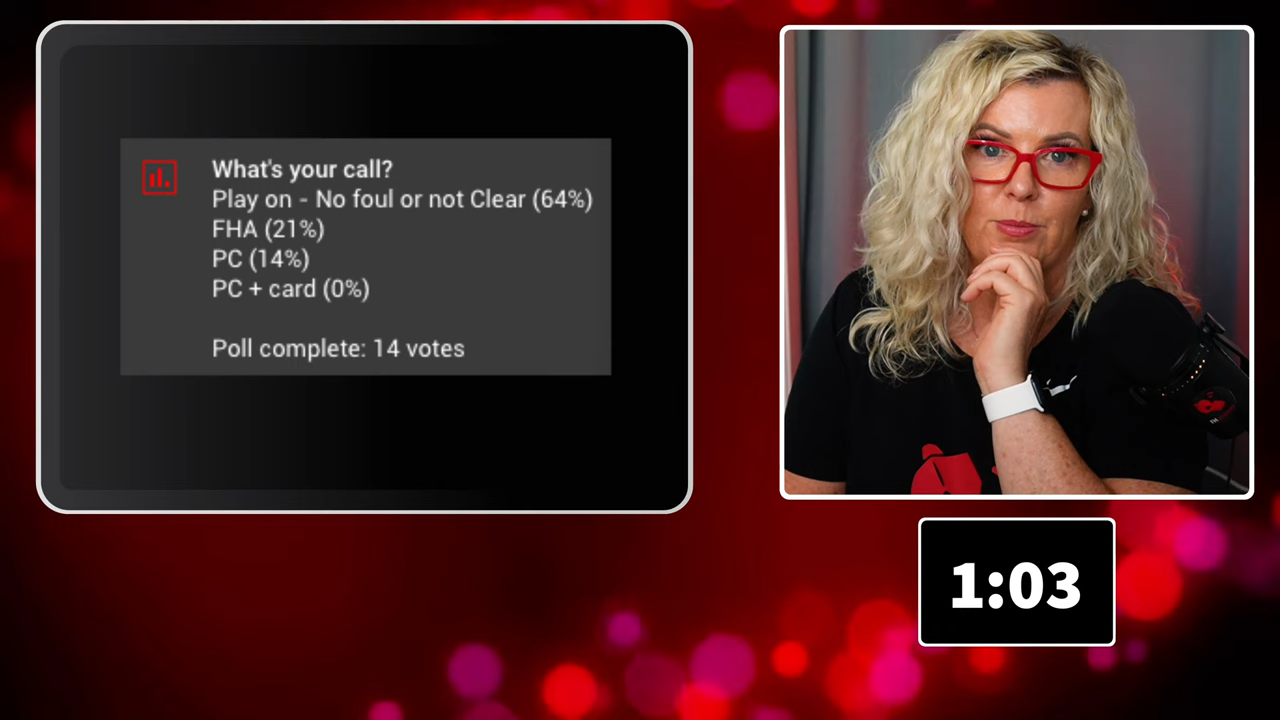 What's your call?
Play on - No foul or not Clear (64%)
FHA (21%)
PC (14%)
PC + card (0%)
Poll complete: 14 votes
1:03